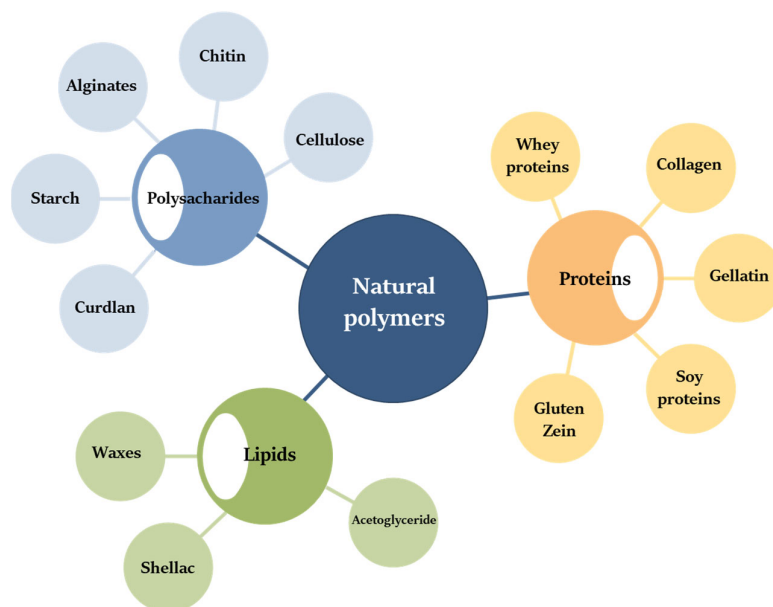 Chitin
Alginates
Cellulose
Starch
Polysacharides
Curdlan
Natural
polymers
Whey
proteins
Collagen
Proteins
Gellatin
Soy
proteins
Gluten
Zein
Waxes
Lipids
Acetoglyceride
Shellac